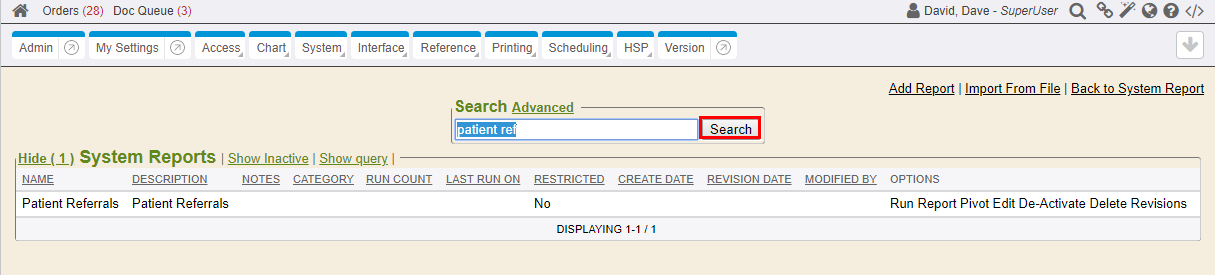 Orders (28) Doc Queue (3) David, Dave - SuperUser
Admin My Settings Access Chart System Interface Reference Printing Scheduling HSP Version
Add Report | Import From File | Back to System Report
Search Advanced
patient ref Search
Hide ( 1 ) System Reports | Show Inactive | Show query |
NAME DESCRIPTION NOTES CATEGORY RUN COUNT LAST RUN ON RESTRICTED CREATE DATE REVISION DATE MODIFIED BY OPTIONS
Patient Referrals Patient Referrals No Run Report Pivot Edit De-Activate Delete Revisions
DISPLAYING 1-1 / 1